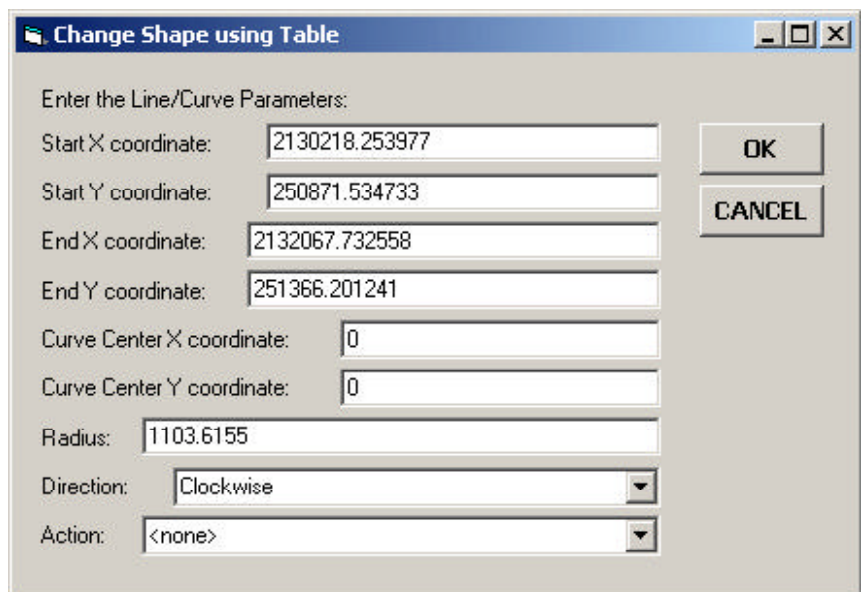 Change Shape using Table
Enter the Line/Curve Parameters:
Start X coordinate: 2130218.253977
OK
Start Y coordinate: 250871.534733
CANCEL
End X coordinate: 2132067.732558
End Y coordinate: 251366.201241
Curve Center X coordinate: 0
Curve Center Y coordinate: 0
Radius: 1103.6155
Direction: Clockwise
Action: <none>